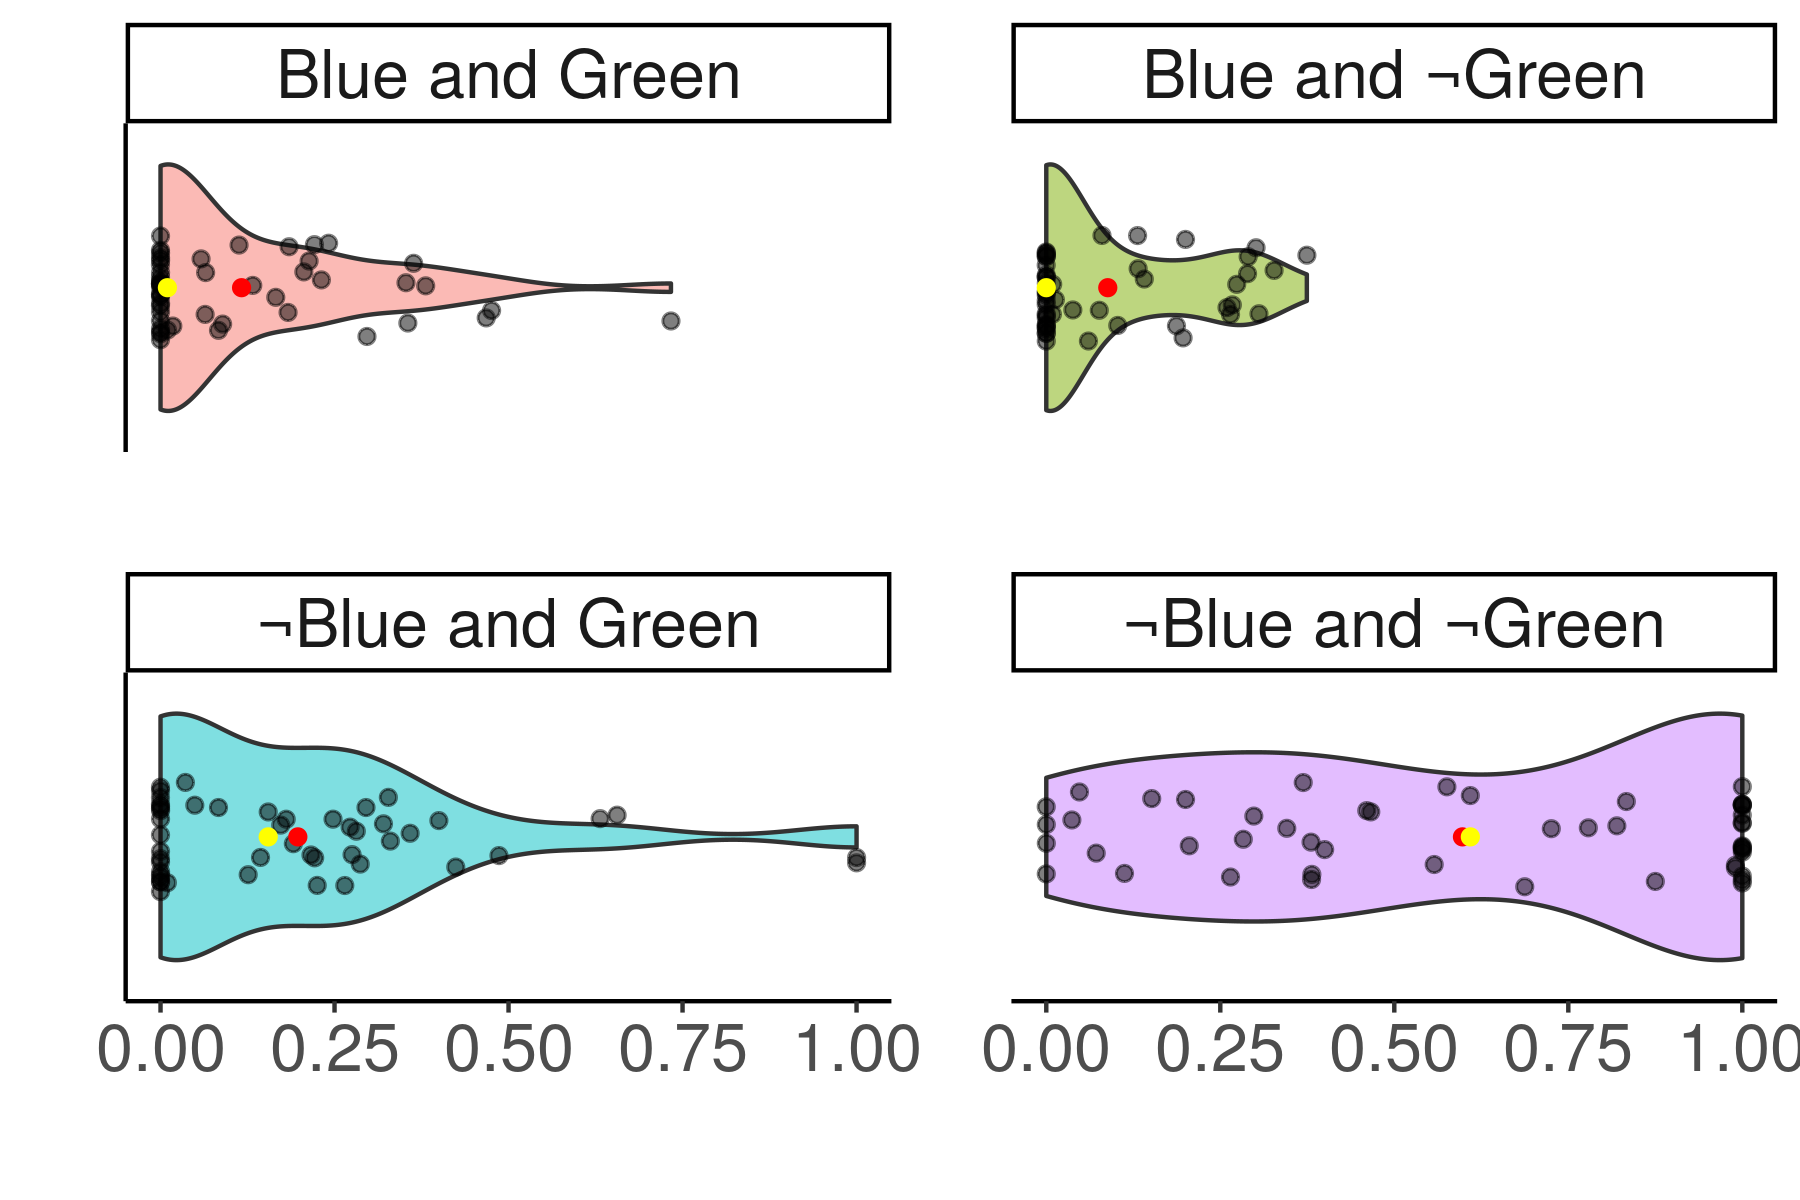 Blue and Green
Blue and ¬Green
¬Blue and Green
¬Blue and ¬Green
0.00 0.25 0.50 0.75 1.00
0.00 0.25 0.50 0.75 1.00